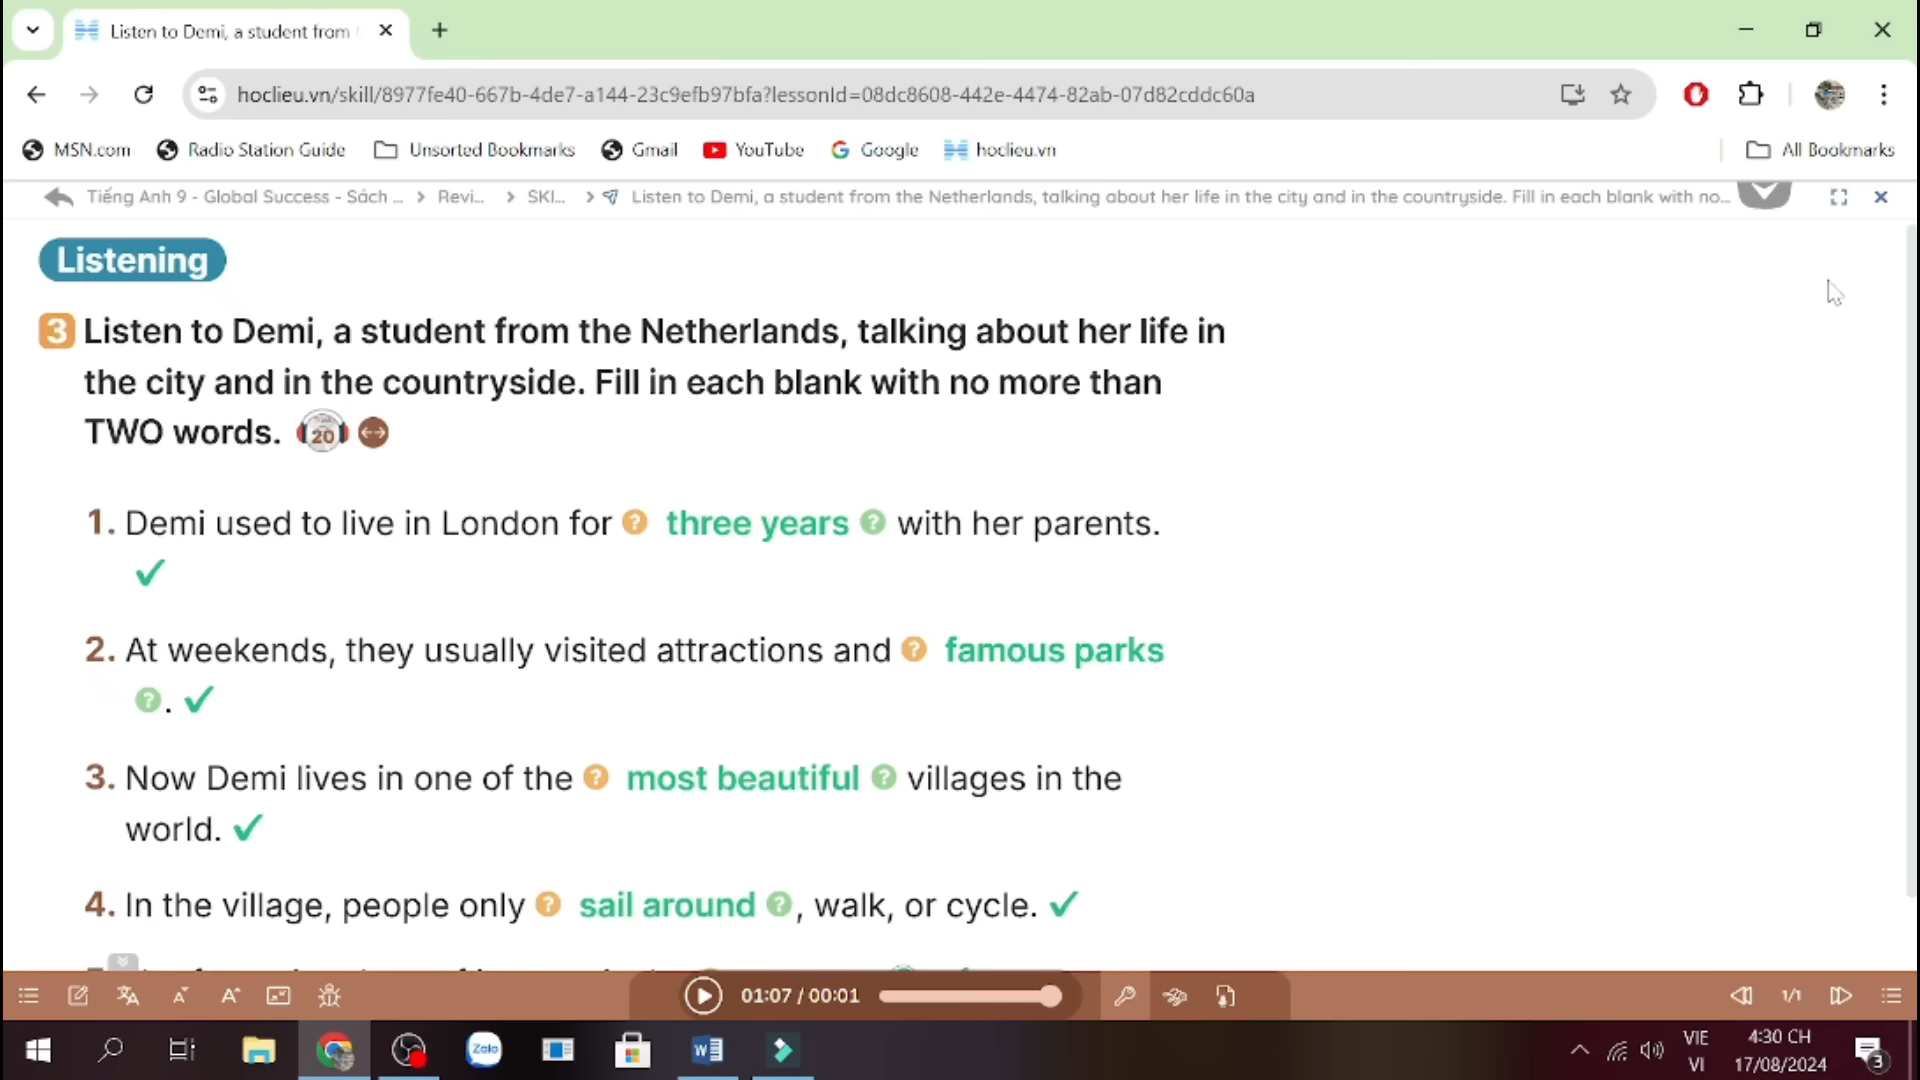 Listen to Demi, a student from
hoclieu.vn/skill/8977fe40-667b-4de7-a144-23c9efb97bfa?lessonId=08dc8608-442e-4474-82ab-07d82cddc60a
MSN.com Radio Station Guide Unsorted Bookmarks Gmail YouTube Google hoclieu.vn All Bookmarks
Tiếng Anh 9 - Global Success - Sách ... > Revi... > SKI... > Listen to Demi, a student from the Netherlands, talking about her life in the city and in the countryside. Fill in each blank with no...
Listening
3 Listen to Demi, a student from the Netherlands, talking about her life in
the city and in the countryside. Fill in each blank with no more than
TWO words. 20
1. Demi used to live in London for ? three years ? with her parents.
2. At weekends, they usually visited attractions and ? famous parks
? .
3. Now Demi lives in one of the ? most beautiful ? villages in the
world.
4. In the village, people only ? sail around ? , walk, or cycle.
01:07 / 00:01
1/1
Zalo
VIE
VI
4:30 CH
17/08/2024
3